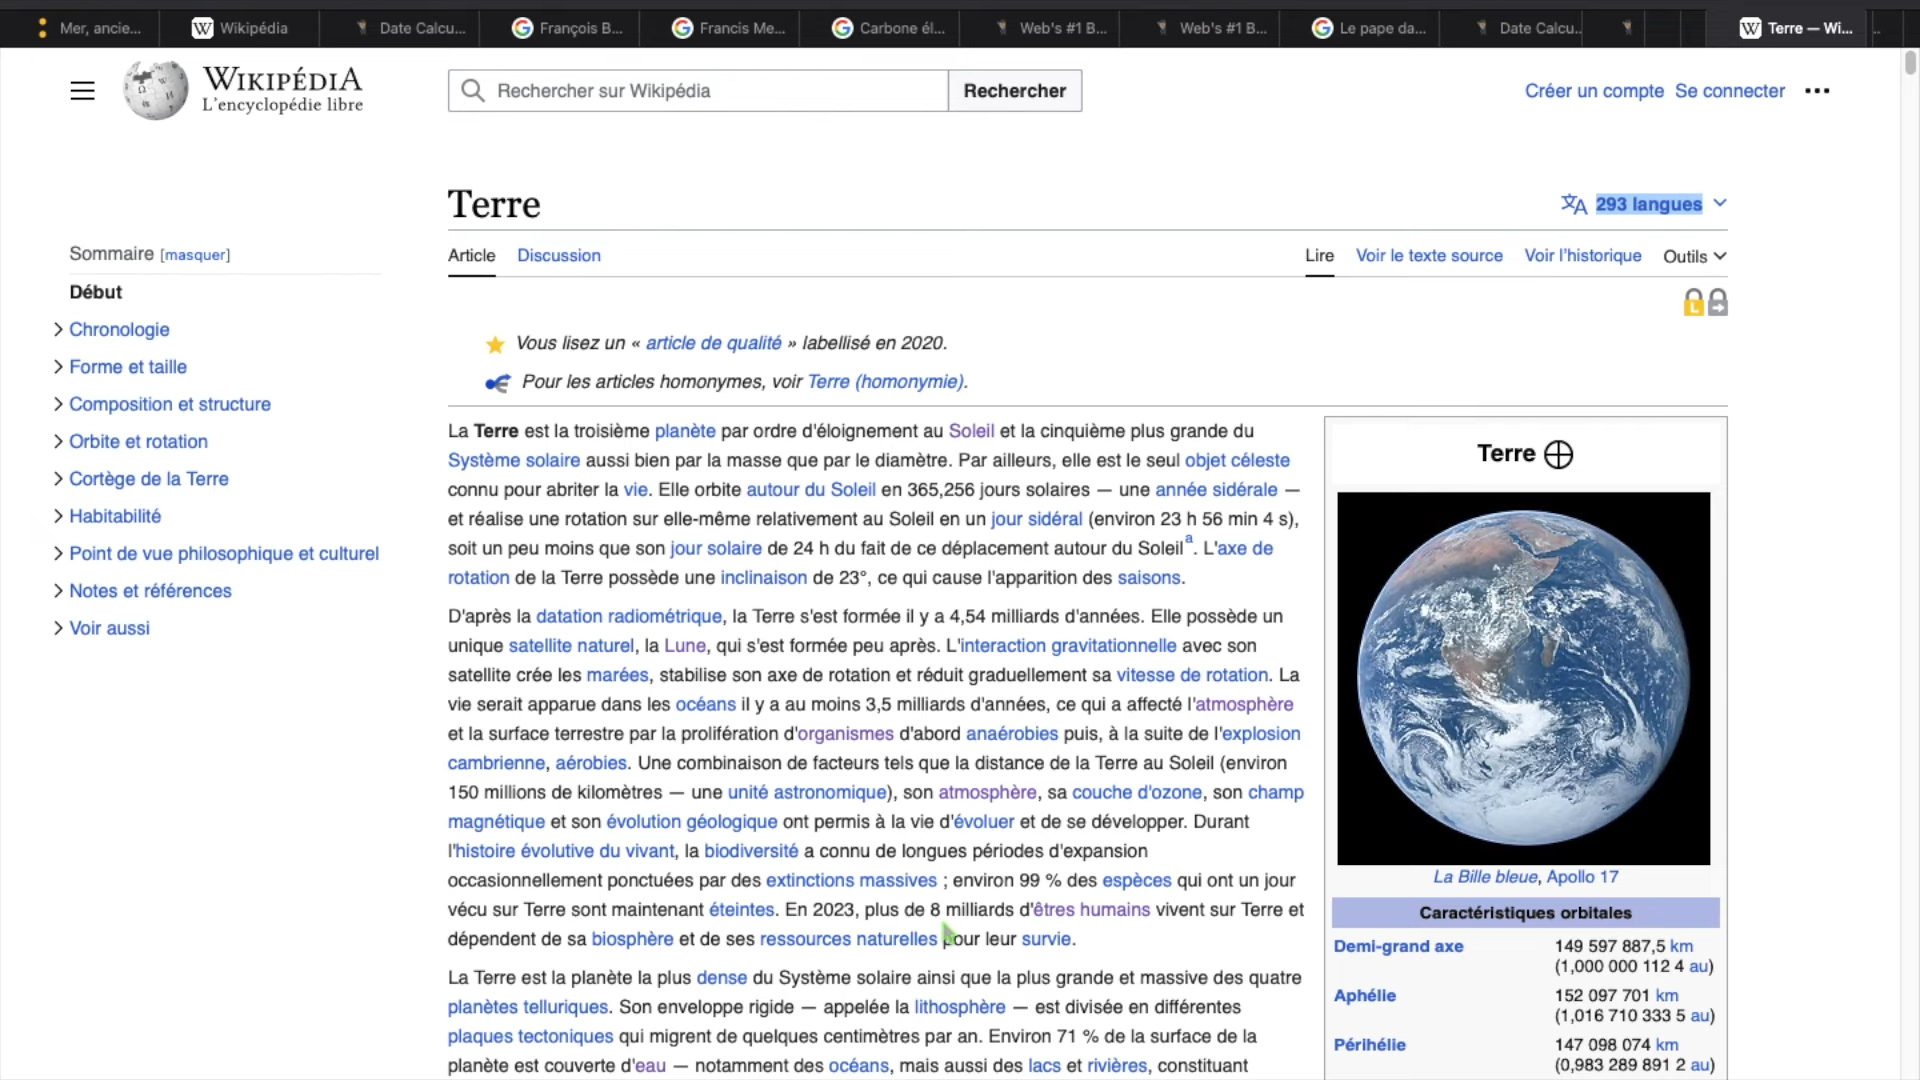 Mer, ancie...
Wikipédia
Date Calcu...
François B...
Francis Me...
Carbone él...
Web's #1 B...
Web's #1 B...
Le pape da...
Date Calcu..
Terre — Wi...
WIKIPÉDIA
L'encyclopédie libre
Rechercher sur Wikipédia
Rechercher
Créer un compte Se connecter
Terre
293 langues
Article Discussion
Lire Voir le texte source Voir l'historique Outils
Sommaire [masquer]
Début
Chronologie
Forme et taille
Composition et structure
Orbite et rotation
Cortège de la Terre
Habitabilité
Point de vue philosophique et culturel
Notes et références
Voir aussi
Vous lisez un « article de qualité » labellisé en 2020.
Pour les articles homonymes, voir Terre (homonymie).
La Terre est la troisième planète par ordre d'éloignement au Soleil et la cinquième plus grande du
Système solaire aussi bien par la masse que par le diamètre. Par ailleurs, elle est le seul objet céleste
connu pour abriter la vie. Elle orbite autour du Soleil en 365,256 jours solaires — une année sidérale —
et réalise une rotation sur elle-même relativement au Soleil en un jour sidéral (environ 23 h 56 min 4 s),
soit un peu moins que son jour solaire de 24 h du fait de ce déplacement autour du Soleil a. L'axe de
rotation de la Terre possède une inclinaison de 23°, ce qui cause l'apparition des saisons.
D'après la datation radiométrique, la Terre s'est formée il y a 4,54 milliards d'années. Elle possède un
unique satellite naturel, la Lune, qui s'est formée peu après. L'interaction gravitationnelle avec son
satellite crée les marées, stabilise son axe de rotation et réduit graduellement sa vitesse de rotation. La
vie serait apparue dans les océans il y a au moins 3,5 milliards d'années, ce qui a affecté l'atmosphère
et la surface terrestre par la prolifération d'organismes d'abord anaérobies puis, à la suite de l'explosion
cambrienne, aérobies. Une combinaison de facteurs tels que la distance de la Terre au Soleil (environ
150 millions de kilomètres — une unité astronomique), son atmosphère, sa couche d'ozone, son champ
magnétique et son évolution géologique ont permis à la vie d'évoluer et de se développer. Durant
l'histoire évolutive du vivant, la biodiversité a connu de longues périodes d'expansion
occasionnellement ponctuées par des extinctions massives ; environ 99 % des espèces qui ont un jour
vécu sur Terre sont maintenant éteintes. En 2023, plus de 8 milliards d'êtres humains vivent sur Terre et
dépendent de sa biosphère et de ses ressources naturelles pour leur survie.
La Terre est la planète la plus dense du Système solaire ainsi que la plus grande et massive des quatre
planètes telluriques. Son enveloppe rigide — appelée la lithosphère — est divisée en différentes
plaques tectoniques qui migrent de quelques centimètres par an. Environ 71 % de la surface de la
planète est couverte d'eau — notamment des océans, mais aussi des lacs et rivières, constituant
Terre
La Bille bleue, Apollo 17
Caractéristiques orbitales
Demi-grand axe 149 597 887,5 km
(1,000 000 112 4 au)
Aphélie 152 097 701 km
(1,016 710 333 5 au)
Périhélie 147 098 074 km
(0,983 289 891 2 au)